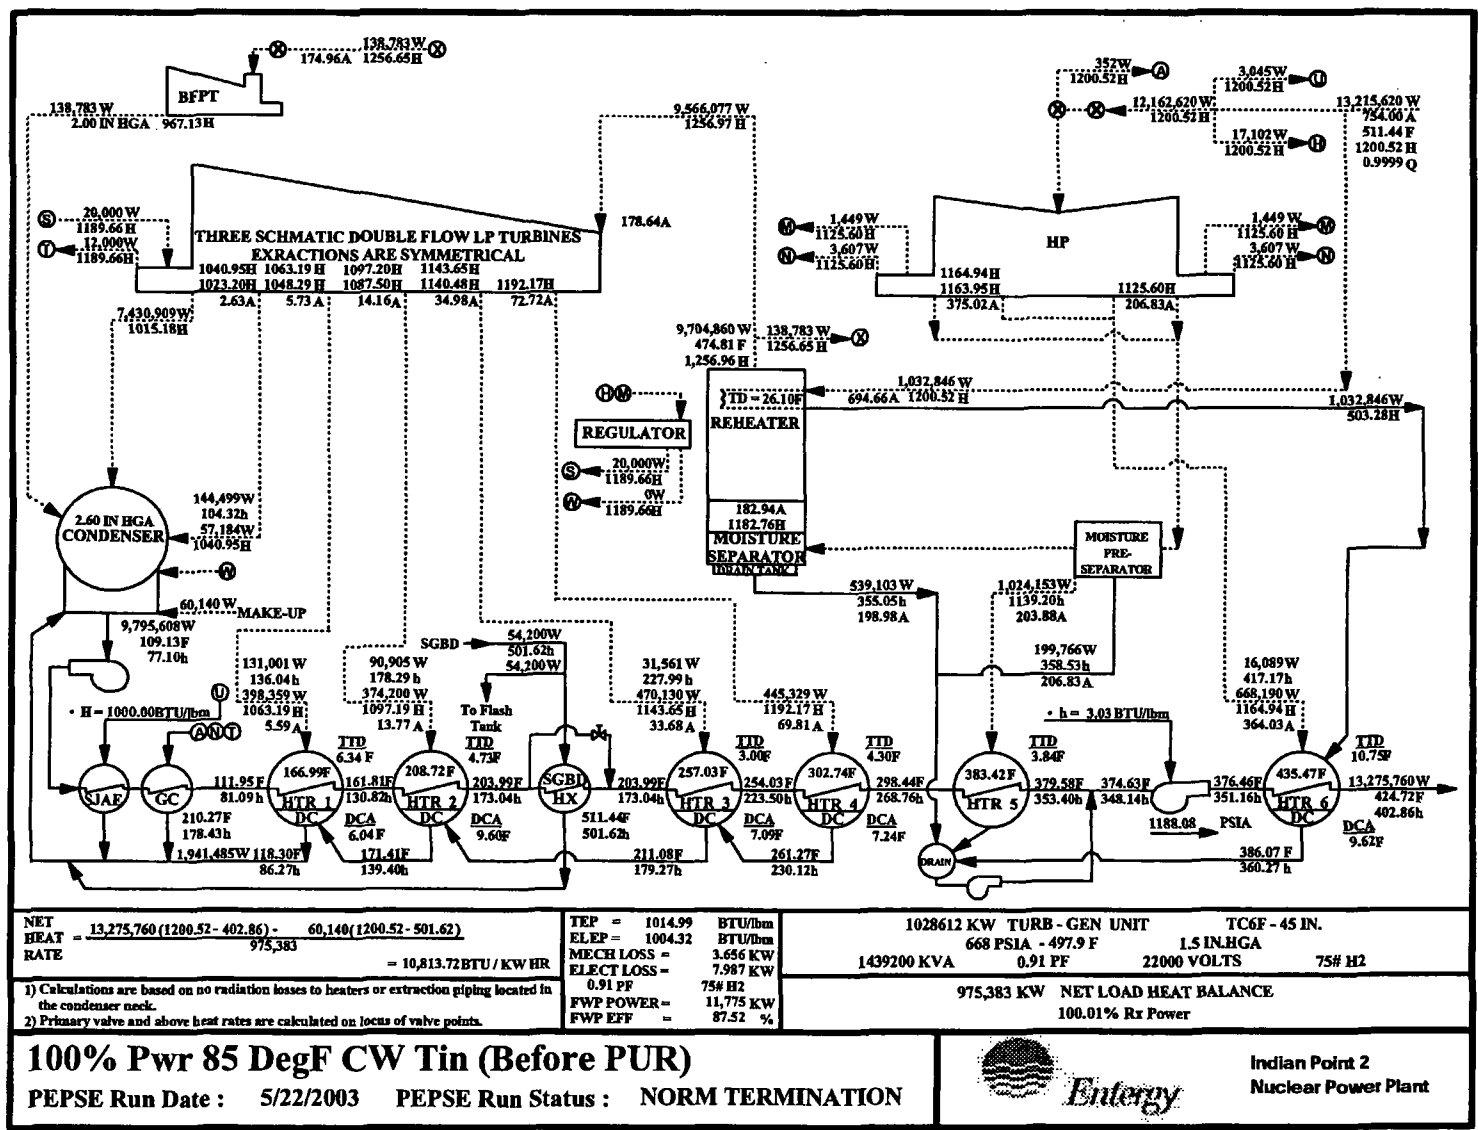 X
138,783W
X
174.96A 1256.65H
BFPT
138,783 W
2.00 IN HGA 967.13H
9,566,077 W
1256.97 H
352W
A
1200.52H
3,045W
U
1200.52H
X
X
12,162,620W
1200.52H
13,215,620 W
754.00 A
511.44 F
1200.52 H
0.9999 Q
17,102W
H
1200.52H
S
20,000 W
1189.66 H
T
12,000W
1189.66H
178.64A
THREE SCHMATIC DOUBLE FLOW LP TURBINES
EXRACTIONS ARE SYMMETRICAL
1040.95H 1063.19 H 1097.20H 1143.65H
1023.20H 1048.29 H 1087.50H 1140.48H 1192.17H
2.63A 5.73 A 14.16A 34.98A 72.72A
7,430,909W
1015.18H
M
1,449W
1125.60H
N
3,607W
1125.60H
HP
1,449W
M
1125.60H
3,607W
N
1125.60H
1164.94H
1163.95H 1125.60H
375.02A 206.83A
9,704,860 W
474.81 F
1,256.96 H
138,783W
X
1256.65 H
1,032,846 W
694.66A 1200.52 H
1,032,846W
503.28H
TD = 26.10F
REHEATER
H M
REGULATOR
S
20,000W
1189.66H
W
0W
1189.66H
182.94A
1182.76H
MOISTURE
SEPARATOR
DRAIN TANK
MOISTURE
PRE-
SEPARATOR
2.60 IN HGA
CONDENSER
144,499W
104.32h
57,184W
1040.95H
W
60,140 W
MAKE-UP
9,795,608W
109.13F
77.10h
539,103 W
355.05h
198.98A
1,024,153W
1139.20h
203.88A
199,766W
358.53h
206.83 A
SGBD
54,200W
501.62h
54,200W
To Flash
Tank
131,001 W
136.04h
398,359 W
1063.19 H
5.59 A
90,905 W
178.29 h
374,200 W
1097.19 H
13.77 A
31,561 W
227.99 h
470,130 W
1143.65H
33.68 A
445,329 W
1192.17 H
69.81 A
16,089W
417.17h
668,190 W
1164.94 H
364.03 A
• H = 1000.00BTU/lbm
U
A N T
• h = 3.03 BTU/lbm
TTD
6.34 F
TTD
4.73F
TTD
3.00F
TTD
4.30F
TTD
3.84F
TTD
10.75F
SJAE
GC
111.95 F
81.09 h
166.99F
HTR 1
DC
161.81F
130.82h
208.72F
HTR 2
DC
203.99F
173.04h
SGBD
HX
203.99F
173.04h
257.03 F
HTR 3
DC
254.03 F
223.50 h
302.74F
HTR 4
DC
298.44F
268.76h
383.42 F
HTR 5
379.58F
353.40h
374.63F
348.14h
376.46F
351.16h
435.47F
HTR 6
DC
13,275,760W
424.72F
402.86h
210.27F
178.43h
DCA
6.04F
DCA
9.60F
511.44F
501.62h
DCA
7.09F
DCA
7.24F
1188.08 PSIA
DCA
9.62F
1,941,485W 118.30F
86.27h
171.41F
139.40h
211.08F
179.27h
261.27F
230.12h
DRAIN
386.07 F
360.27 h
NET
HEAT = 13,275,760 (1200.52 - 402.86) - 60,140(1200.52 - 501.62)
RATE 975,383
= 10,813.72BTU / KW HR
1) Calculations are based on no radiation losses to heaters or extraction piping located in
the condenser neck.
2) Primary valve and above heat rates are calculated on locus of valve points.
TEP = 1014.99 BTU/lbm
ELEP = 1004.32 BTU/lbm
MECH LOSS = 3.656 KW
ELECT LOSS = 7.987 KW
0.91 PF 75# H2
FWP POWER= 11,775 KW
FWP EFF = 87.52 %
1028612 KW TURB - GEN UNIT TC6F - 45 IN.
668 PSIA - 497.9 F 1.5 IN.HGA
1439200 KVA 0.91 PF 22000 VOLTS 75# H2
975,383 KW NET LOAD HEAT BALANCE
100.01% Rx Power
100% Pwr 85 DegF CW Tin (Before PUR)
PEPSE Run Date : 5/22/2003 PEPSE Run Status : NORM TERMINATION
Entergy
Indian Point 2
Nuclear Power Plant